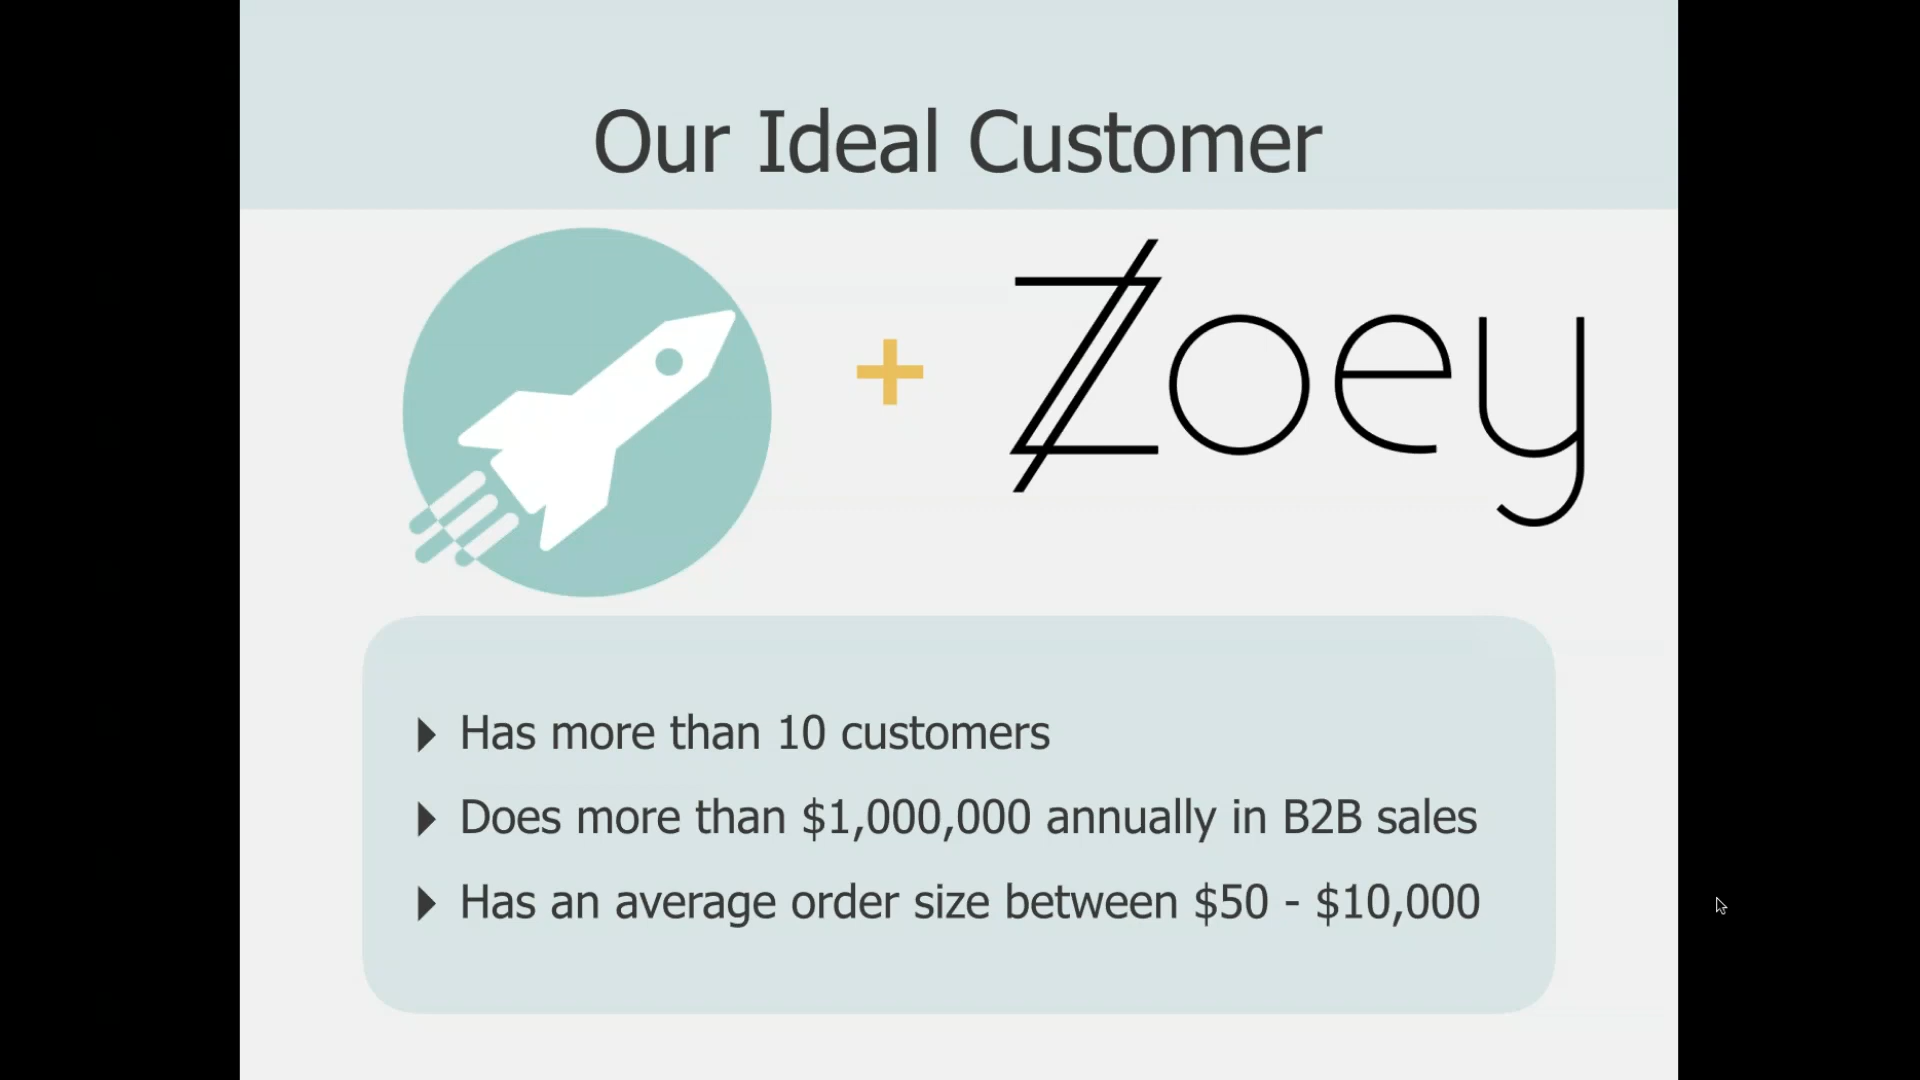 Our Ideal Customer
+ Zoey
Has more than 10 customers
Does more than $1,000,000 annually in B2B sales
Has an average order size between $50 - $10,000